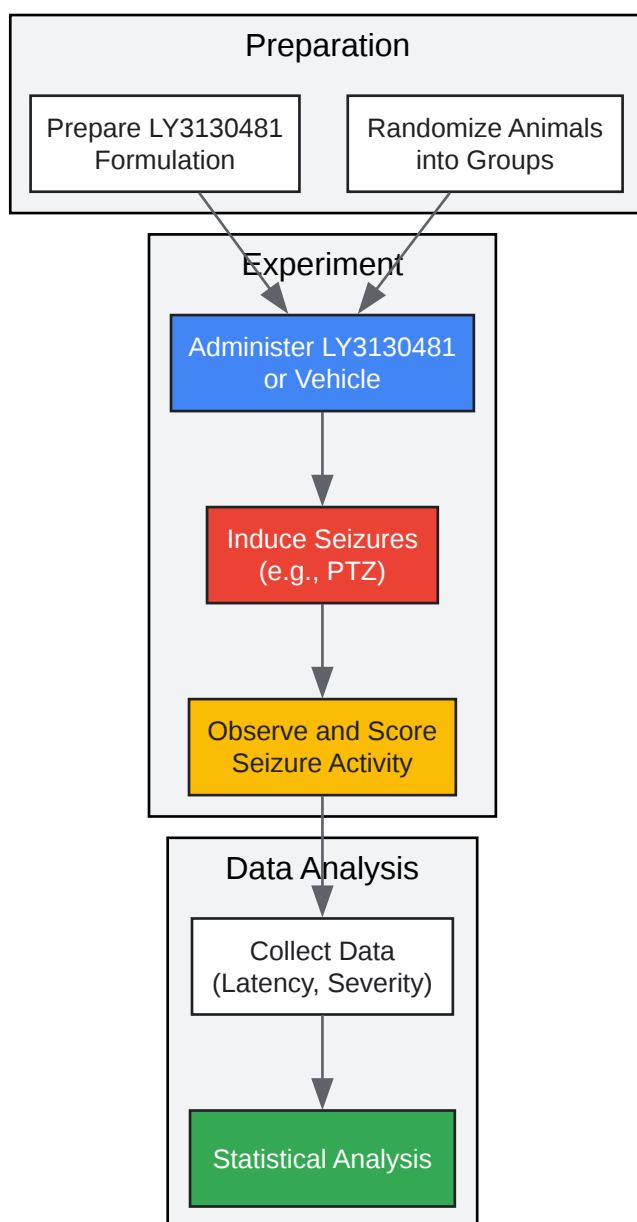 Preparation
Prepare LY3130481
Formulation
Randomize Animals
into Groups
Experiment
Administer LY3130481
or Vehicle
Induce Seizures
(e.g., PTZ)
Observe and Score
Seizure Activity
Data Analysis
Collect Data
(Latency, Severity)
Statistical Analysis